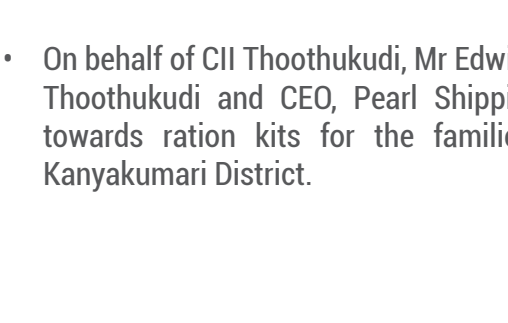 • On behalf of CII Thoothukudi, Mr
Thoothukudi and CEO, Pearl
towards ration kits for the
Kanyakumari District.